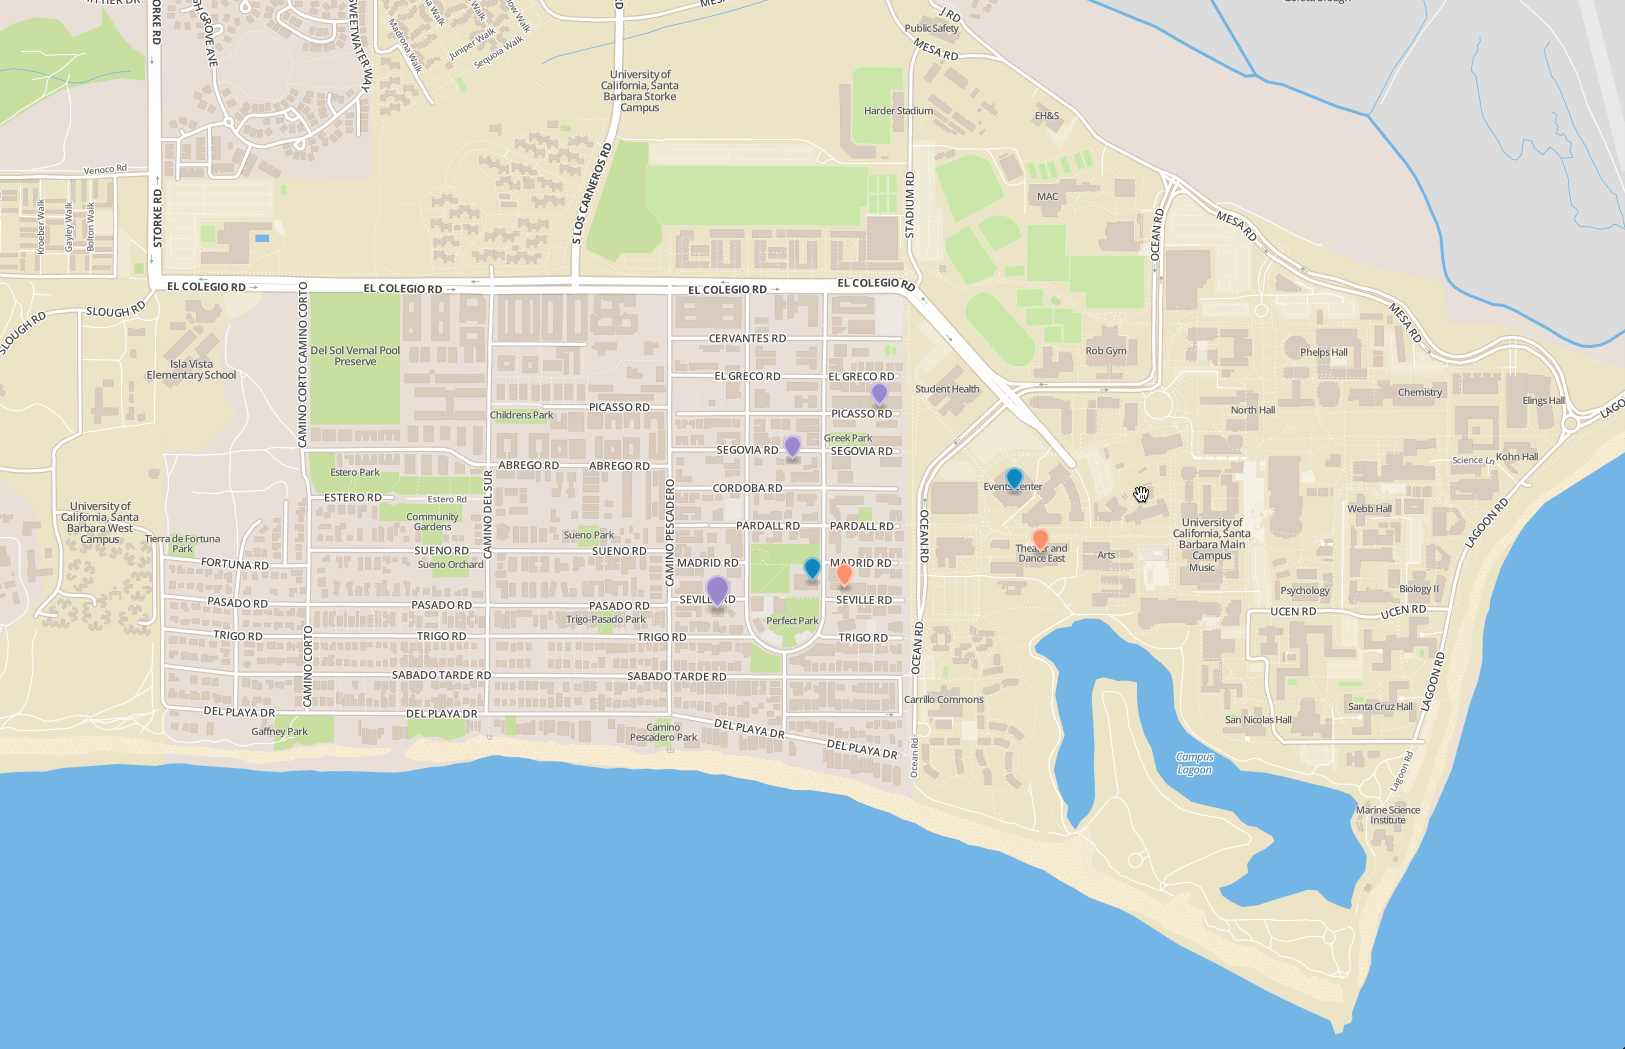 STORKE RD
SWEETWATER WAY
Madrona Walk
Juniper Walk
Sequoia Walk
J RD
Public Safety
MESA RD
University of
California, Santa
Barbara Storke
Campus
Harder Stadium
EH&S
Venoco Rd
MAC
Kroeber Walk
Gayley Walk
Bolton Walk
STORKE RD
S LOS CARNEROS RD
STADIUM RD
OCEAN RD
MESA RD
EL COLEGIO RD
EL COLEGIO RD
EL COLEGIO RD
EL COLEGIO RD
SLOUGH RD
SLOUGH RD
MESA RD
CAMINO CORTO
CAMINO CORTO
Del Sol Vernal Pool
Preserve
Isla Vista
Elementary School
CERVANTES RD
Rob Gym
Phelps Hall
EL GRECO RD
EL GRECO RD
Student Health
Chemistry
Elings Hall
PICASSO RD
PICASSO RD
Childrens Park
North Hall
Greek Park
SEGOVIA RD
SEGOVIA RD
Science Ln
Kohn Hall
ABREGO RD
ABREGO RD
Estero Park
Events Center
CORDOBA RD
ESTERO RD
Estero Rd
CAMINO DEL SUR
CAMINO PESCADERO
University of
California, Santa
Barbara West
Campus
Community
Gardens
Webb Hall
PARDALL RD
PARDALL RD
OCEAN RD
University of
California, Santa
Barbara Main
Campus
LAGOON RD
Tierra de Fortuna
Park
Sueno Park
SUENO RD
SUENO RD
Theater and
Dance East
Arts
Music
FORTUNA RD
Sueno Orchard
MADRID RD
MADRID RD
Psychology
Biology II
PASADO RD
PASADO RD
PASADO RD
SEVILLE RD
SEVILLE RD
UCEN RD
UCEN RD
Trigo-Pasado Park
Perfect Park
TRIGO RD
TRIGO RD
TRIGO RD
TRIGO RD
OCEAN RD
CAMINO CORTO
SABADO TARDE RD
SABADO TARDE RD
LAGOON RD
Carrillo Commons
Santa Cruz Hall
San Nicolas Hall
DEL PLAYA DR
DEL PLAYA DR
Gaffney Park
Camino
Pescadero Park
DEL PLAYA DR
DEL PLAYA DR
Ocean Rd
Campus
Lagoon
Lagoon Rd
Marine Science
Institute